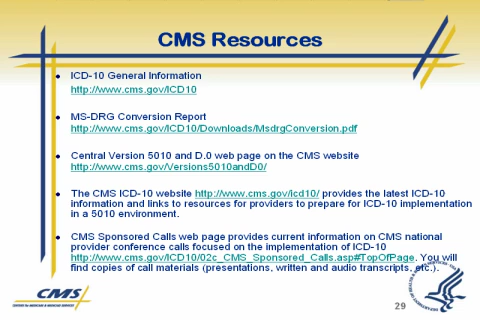 CMS Resources
• ICD-10 General Information
http://www.cms.gov/ICD10
• MS-DRG Conversion Report
http://www.cms.gov/ICD10/Downloads/MsdrgConversion.pdf
• Central Version 5010 and D.0 web page on the CMS website
http://www.cms.gov/Versions5010andD0/
• The CMS ICD-10 website http://www.cms.gov/icd10/ provides the latest ICD-10
information and links to resources for providers to prepare for ICD-10 implementation
in a 5010 environment.
• CMS Sponsored Calls web page provides current information on CMS national
provider conference calls focused on the implementation of ICD-10
http://www.cms.gov/ICD10/02c_CMS_Sponsored_Calls.asp#TopOfPage. You will
find copies of call materials (presentations, written and audio transcripts, etc.).
CMS
CENTERS for MEDICARE & MEDICAID SERVICES
29